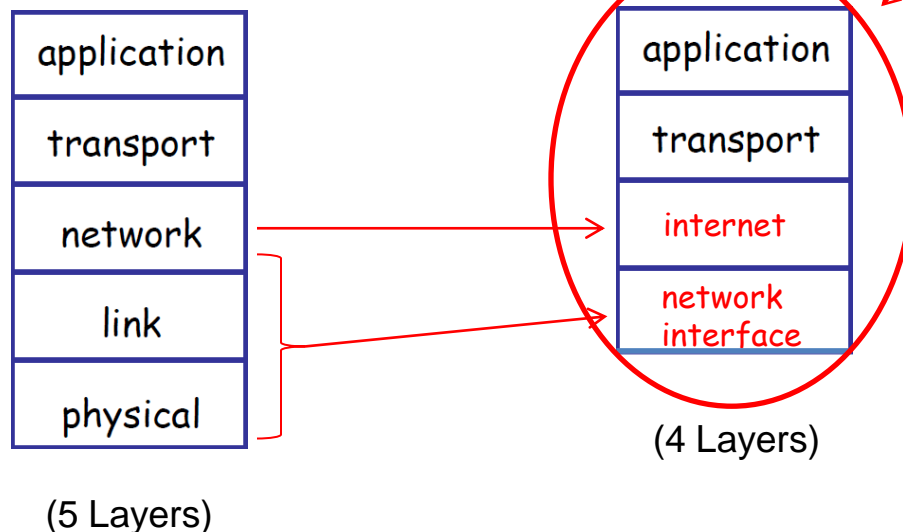 application
transport
network
link
physical
(5 Layers)
application
transport
internet
network
interface
(4 Layers)